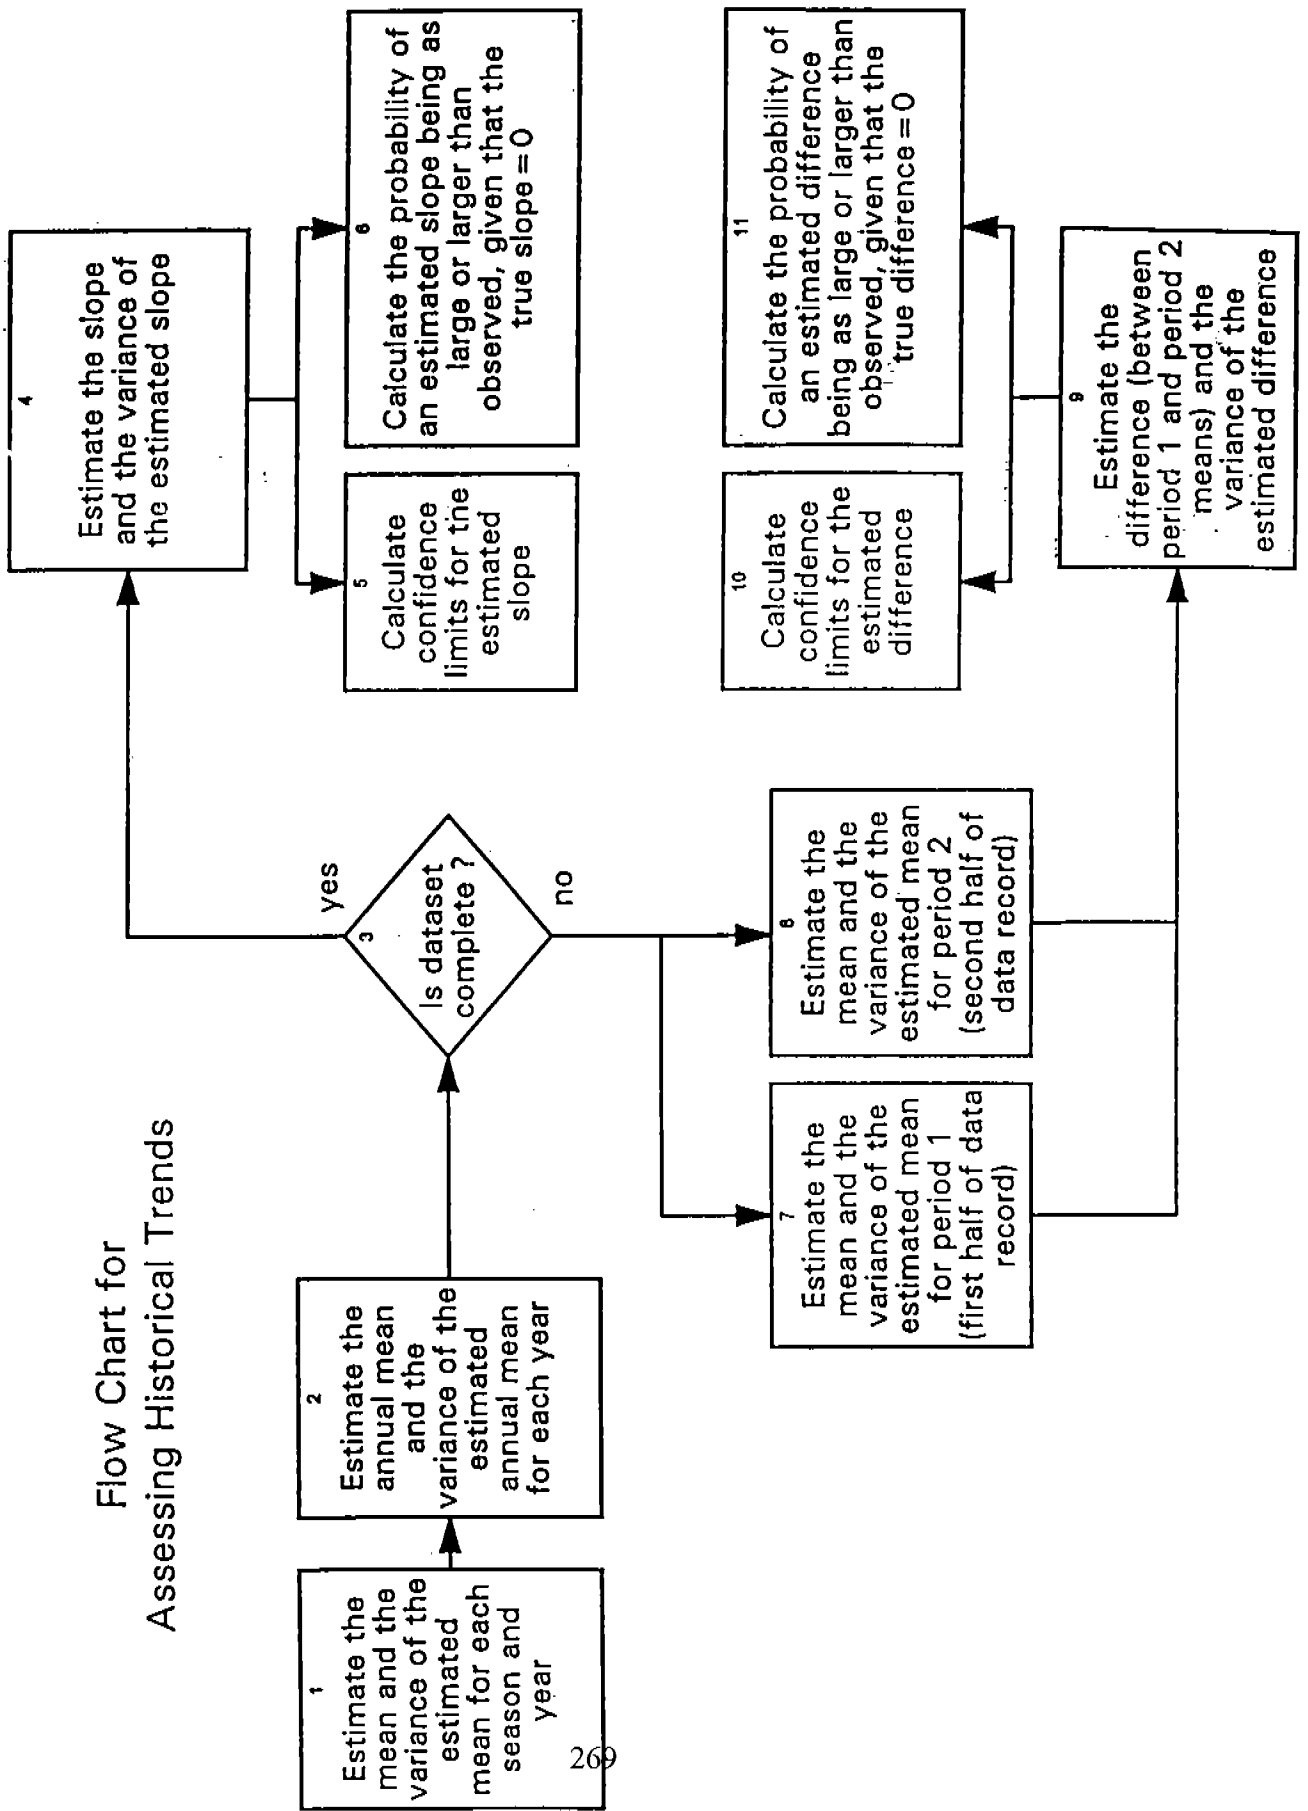 Flow Chart for
Assessing Historical Trends
1
Estimate the
mean and the
variance of the
estimated
mean for each
season and
year
2
Estimate the
annual mean
and the
variance of the
estimated
annual mean
for each year
3
Is dataset
complete ?
yes
no
4
Estimate the slope
and the variance of
the estimated slope
5
Calculate
confidence
limits for the
estimated
slope
6
Calculate the probability of
an estimated slope being as
large or larger than
observed, given that the
true slope = 0
7
Estimate the
mean and the
variance of the
estimated mean
for period 1
(first half of data
record)
8
Estimate the
mean and the
variance of the
estimated mean
for period 2
(second half of
data record)
9
Estimate the
difference (between
period 1 and period 2
means) and the
variance of the
estimated difference
10
Calculate
confidence
limits for the
estimated
difference
11
Calculate the probability of
an estimated difference
being as large or larger than
observed, given that the
true difference = 0
269